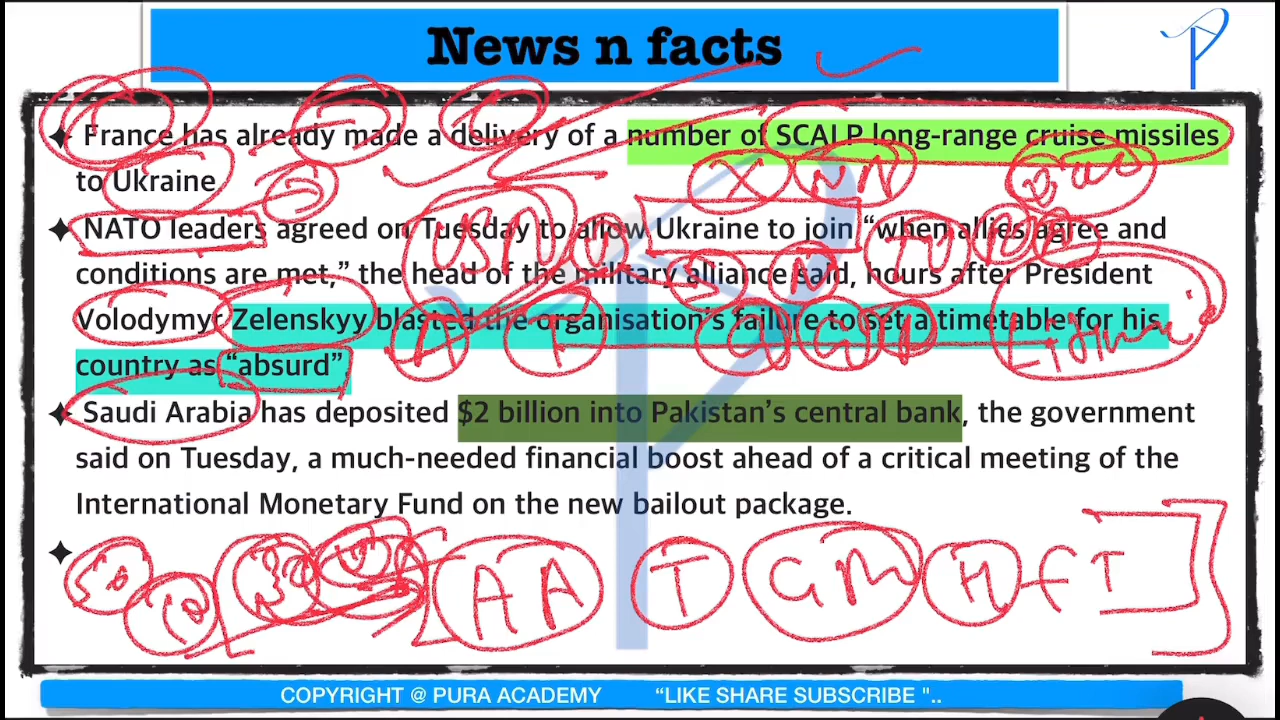 News n facts
P
✦ France has already made a delivery of a number of SCALP long-range cruise missiles
to Ukraine.
✦ NATO leaders agreed on Tuesday to allow Ukraine to join “when allies agree and
conditions are met,” the head of the military alliance said, hours after President
Volodymyr Zelenskyy blasted the organisation’s failure to set a timetable for his
country as “absurd”
✦ Saudi Arabia has deposited $2 billion into Pakistan’s central bank, the government
said on Tuesday, a much-needed financial boost ahead of a critical meeting of the
International Monetary Fund on the new bailout package.
✦
AA T GM H
COPYRIGHT @ PURA ACADEMY “LIKE SHARE SUBSCRIBE "..